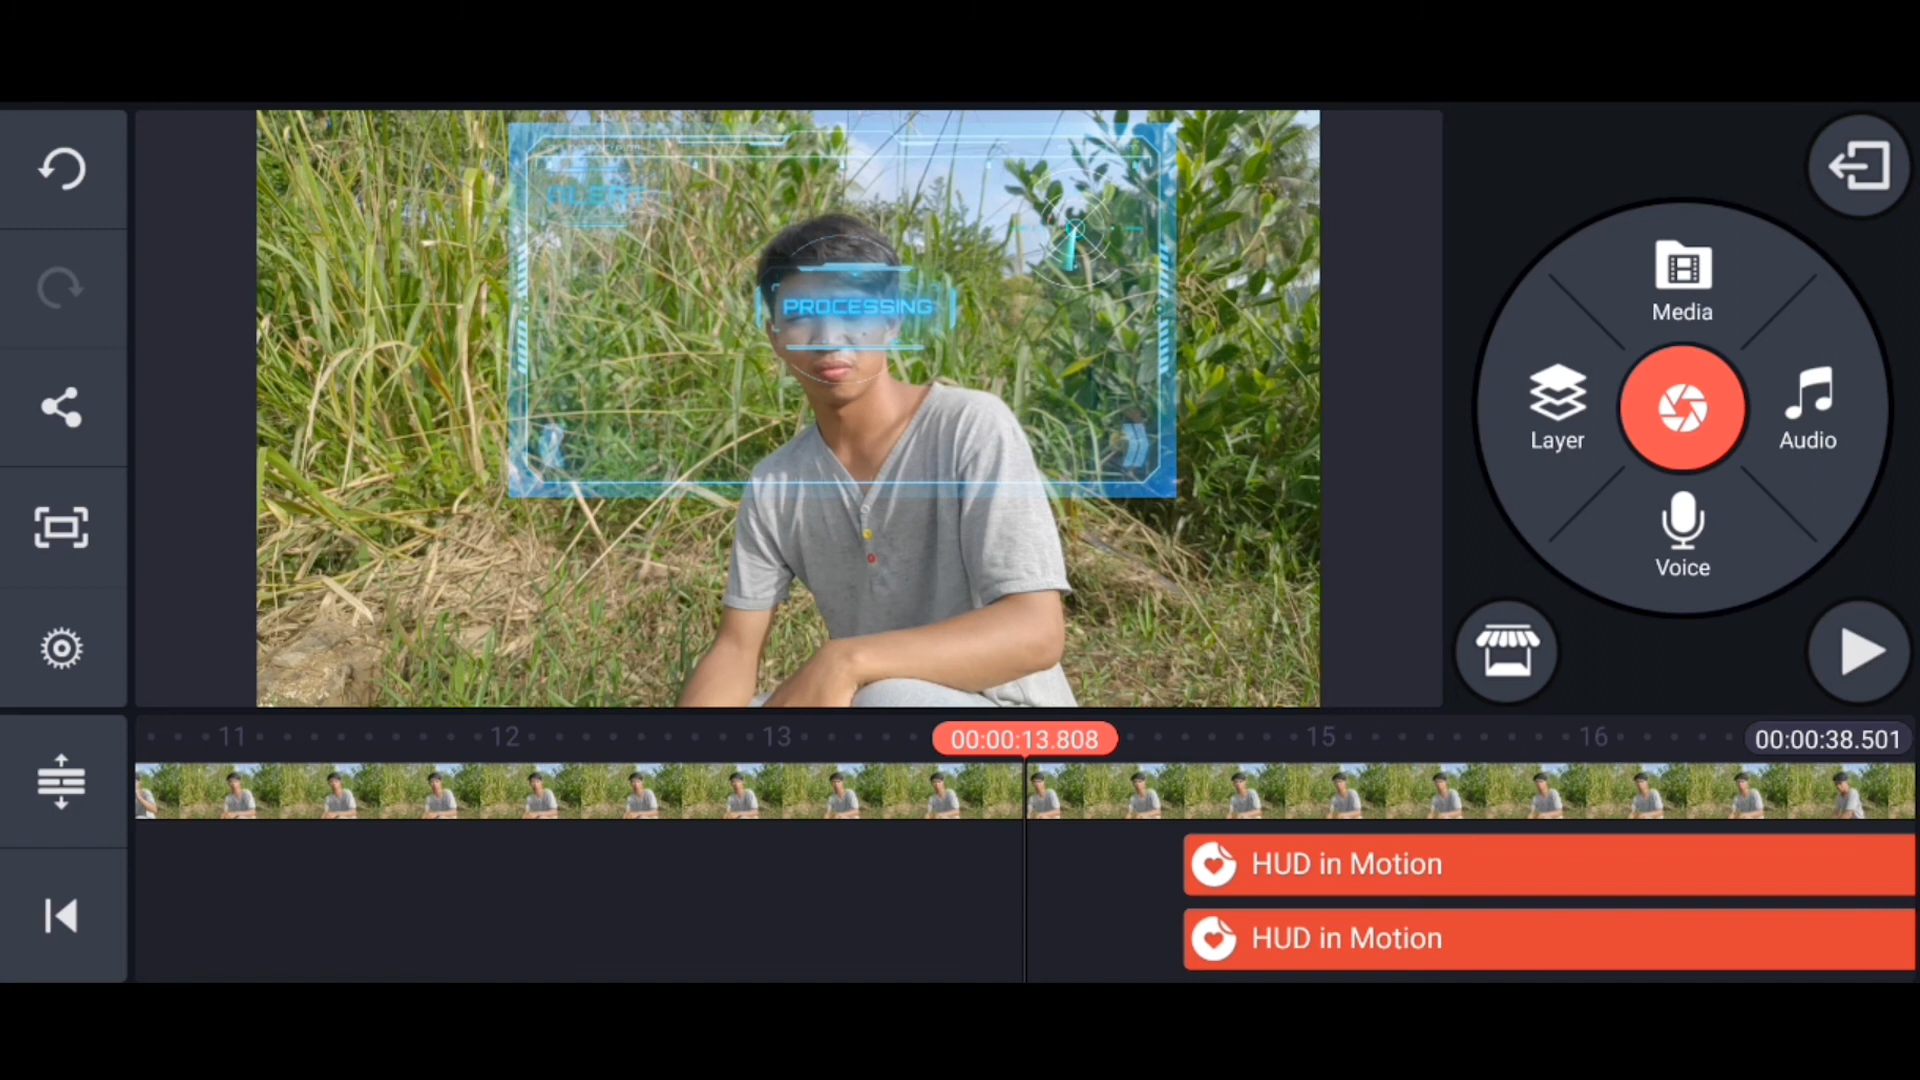 ALERT
PROCESSING
Media
Layer
Audio
Voice
11
12
13
00:00:13.808
15
16
00:00:38.501
HUD in Motion
HUD in Motion